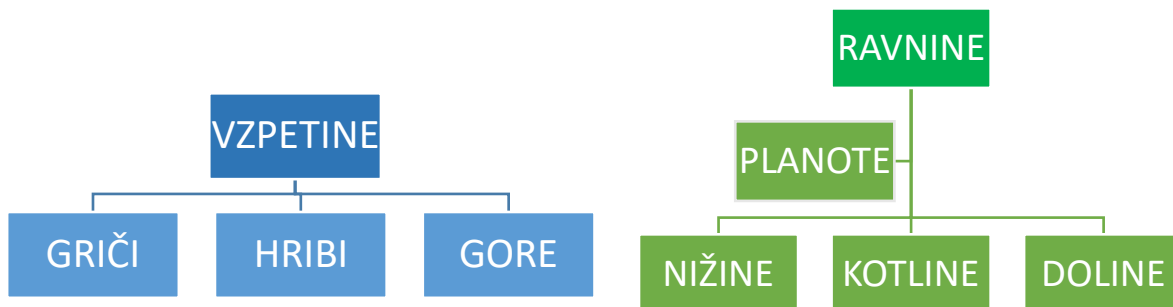 VZPETINE
GRIČI
HRIBI
GORE
RAVNINE
PLANOTE
NIŽINE
KOTLINE
DOLINE